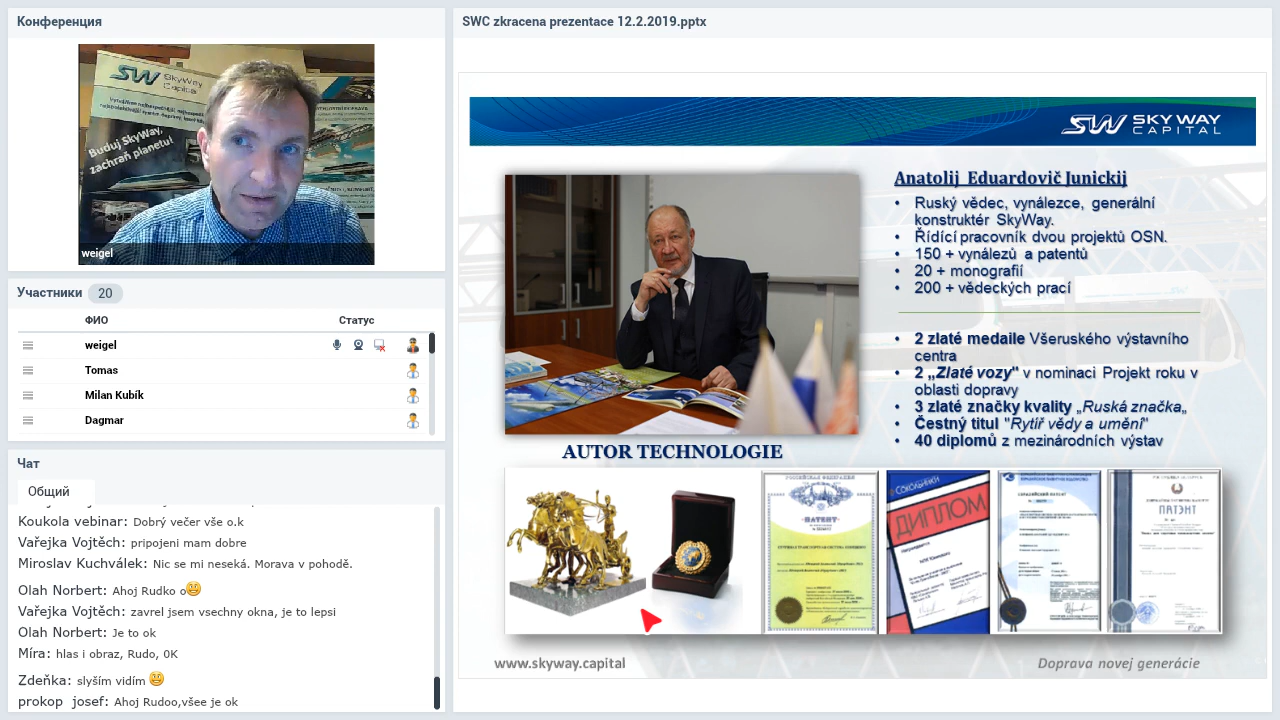 Конференция
SkyWay
Capital
Buduj SkyWay,
zachraň planetu!
weigel
Участники 20
ФИО Статус
weigel
Tomas
Milan Kubík
Dagmar
Чат
Общий
Koukola vebinar: Dobrý večer vše o.k
Vařejka Vojtěch: pripojeni mam dobre
Miroslav Kuchválek: Nic se mi neseká. Morava v pohodě.
Olah Norbert: Ahoj Rudko
Vařejka Vojtěch: jsem vsechny okna, je to lepsi
Olah Norbert: Je to ok
Míra: hlas i obraz, Rudo, 0K
Zdeňka: slyším vidím
prokop josef: Ahoj Rudoo,všee je ok
SWC zkracena prezentace 12.2.2019.pptx
SW SKY WAY
CAPITAL
Anatolij Eduardovič Junickij
• Ruský vědec, vynálezce, generální
konstruktér SkyWay.
• Řídící pracovník dvou projektů OSN.
• 150 + vynálezů a patentů
• 20 + monografií
• 200 + vědeckých prací
• 2 zlaté medaile Všeruského výstavního
centra
• 2 „Zlaté vozy" v nominaci Projekt roku v
oblasti dopravy
• 3 zlaté značky kvality „Ruská značka„
• Čestný titul "Rytíř vědy a umění"
• 40 diplomů z mezinárodních výstav
AUTOR TECHNOLOGIE
ПАТЕНТ
СОКОЛЬНИКИ
ДИПЛОМ
ПАТЭНТ
www.skyway.capital
Doprava novej generácie